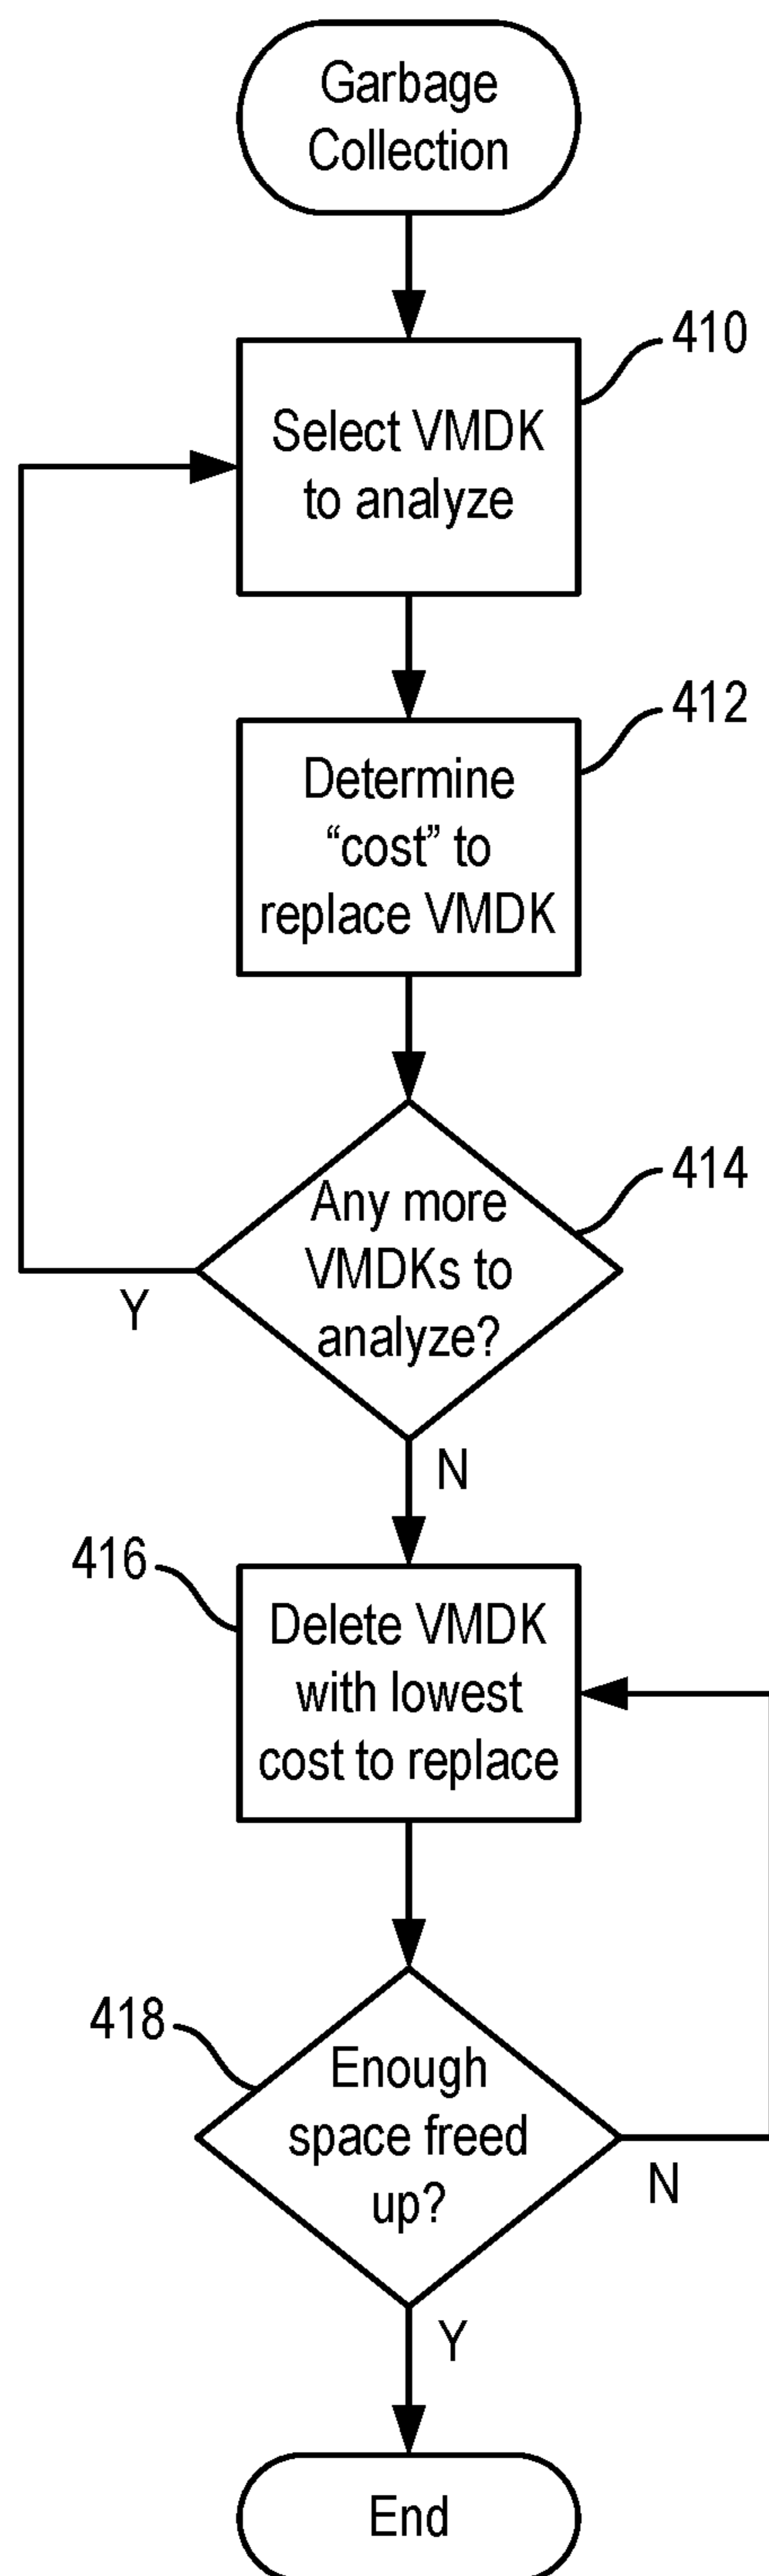 Garbage
Collection
410
Select VMDK
to analyze
412
Determine
“cost” to
replace VMDK
414
Any more
VMDKs to
analyze?
Y
N
416
Delete VMDK
with lowest
cost to replace
418
Enough
space freed
up?
N
Y
End